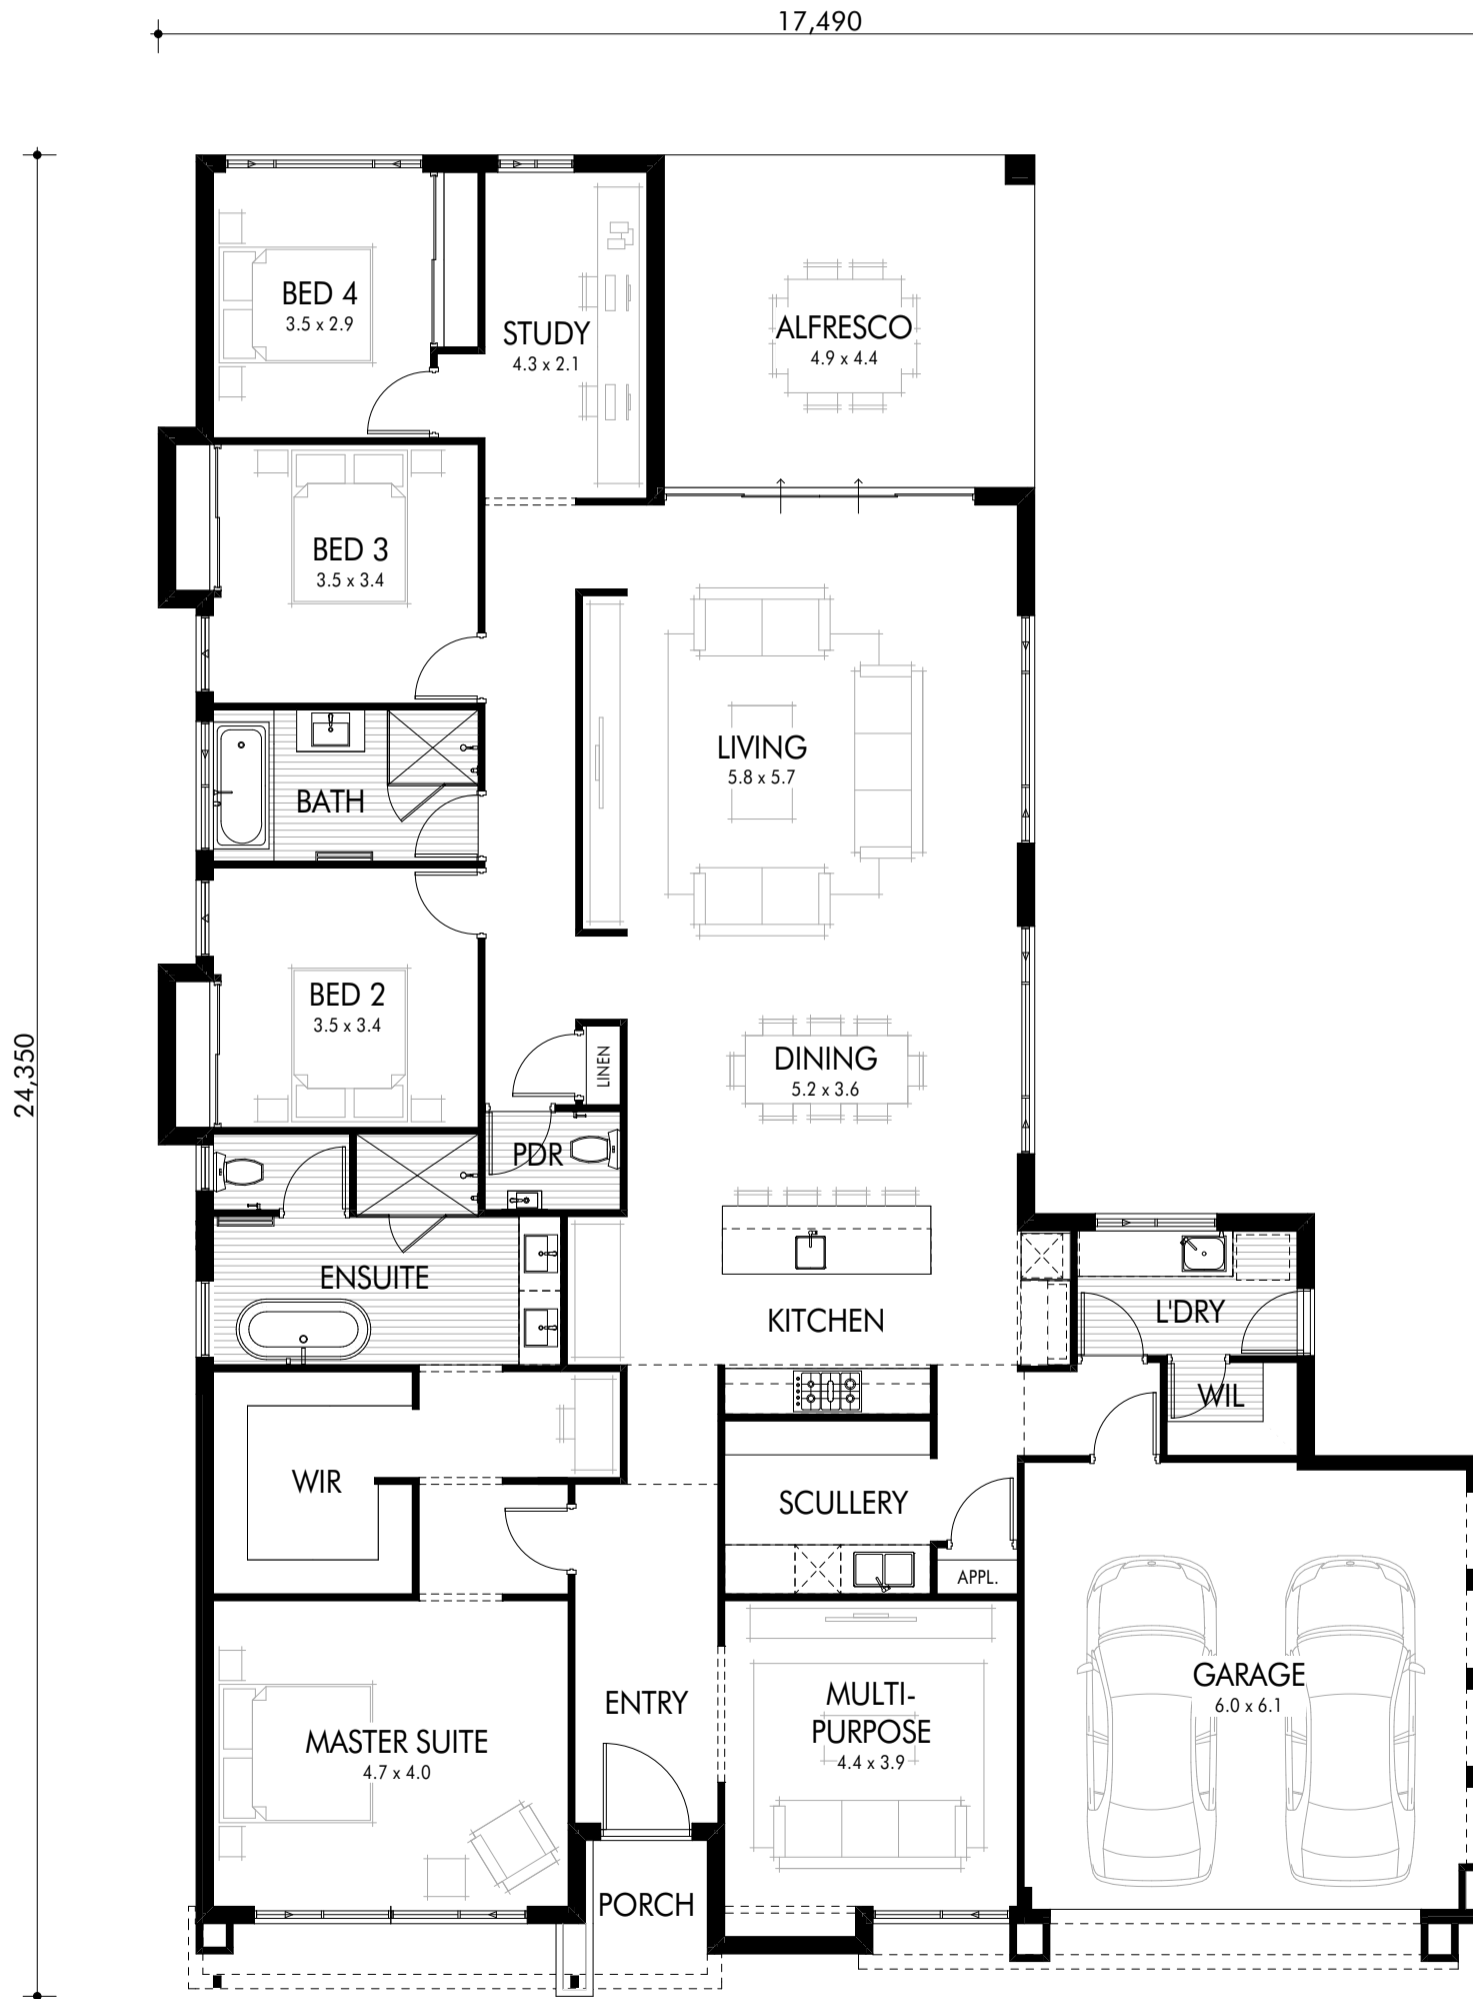 17,490
24,350
BED 4
3.5 x 2.9
STUDY
4.3 x 2.1
ALFRESCO
4.9 x 4.4
BED 3
3.5 x 3.4
LIVING
5.8 x 5.7
BATH
BED 2
3.5 x 3.4
LINEN
DINING
5.2 x 3.6
PDR
ENSUITE
KITCHEN
L'DRY
WIL
WIR
SCULLERY
APPL.
MASTER SUITE
4.7 x 4.0
ENTRY
MULTI-
PURPOSE
4.4 x 3.9
GARAGE
6.0 x 6.1
PORCH